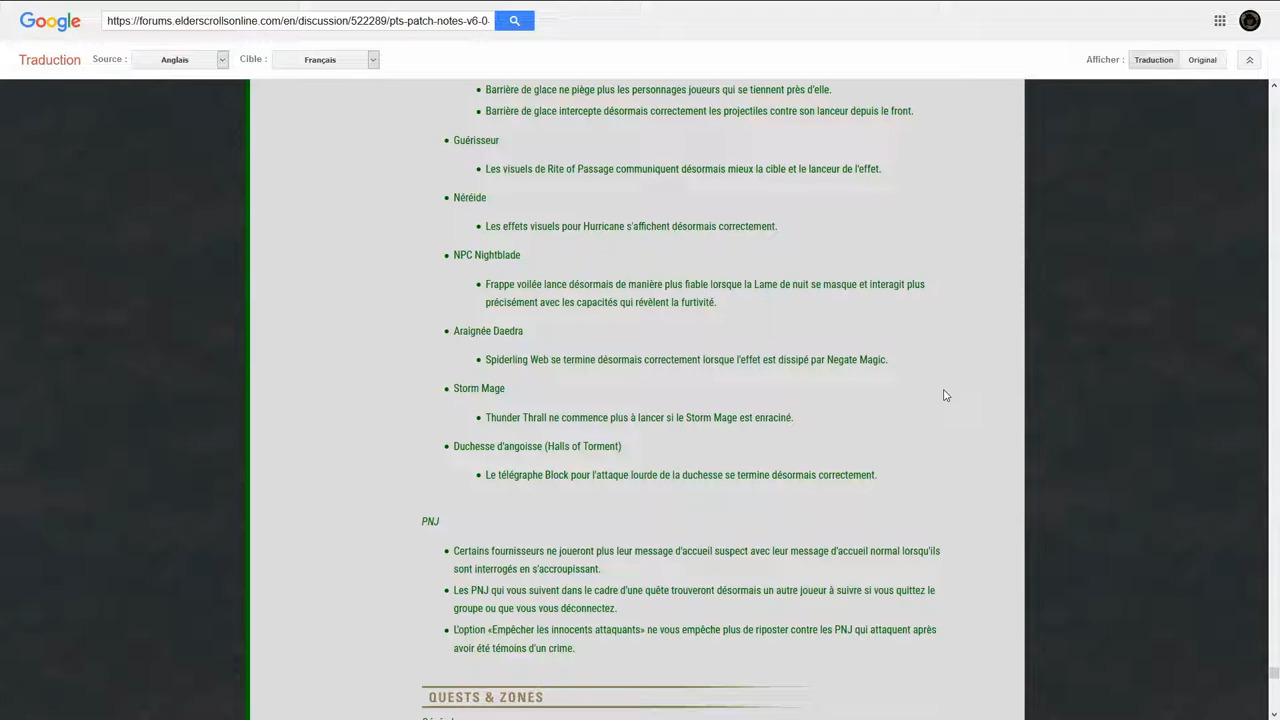 Google https://forums.elderscrollsonline.com/en/discussion/522289/pts-patch-notes-v6-0-
Traduction Source : Anglais Cible : Français Afficher : Traduction Original
• Barrière de glace ne piège plus les personnages joueurs qui se tiennent près d'elle.
• Barrière de glace intercepte désormais correctement les projectiles contre son lanceur depuis le front.
• Guérisseur
• Les visuels de Rite of Passage communiquent désormais mieux la cible et le lanceur de l'effet.
• Néréide
• Les effets visuels pour Hurricane s'affichent désormais correctement.
• NPC Nightblade
• Frappe voilée lance désormais de manière plus fiable lorsque la Lame de nuit se masque et interagit plus
précisément avec les capacités qui révèlent la furtivité.
• Araignée Daedra
• Spiderling Web se termine désormais correctement lorsque l'effet est dissipé par Negate Magic.
• Storm Mage
• Thunder Thrall ne commence plus à lancer si le Storm Mage est enraciné.
• Duchesse d'angoisse (Halls of Torment)
• Le télégraphe Block pour l'attaque lourde de la duchesse se termine désormais correctement.
PNJ
• Certains fournisseurs ne joueront plus leur message d'accueil suspect avec leur message d'accueil normal lorsqu'ils
sont interrogés en s'accroupissant.
• Les PNJ qui vous suivent dans le cadre d'une quête trouveront désormais un autre joueur à suivre si vous quittez le
groupe ou que vous vous déconnectez.
• L'option «Empêcher les innocents attaquants» ne vous empêche plus de riposter contre les PNJ qui attaquent après
avoir été témoins d'un crime.
QUESTS & ZONES